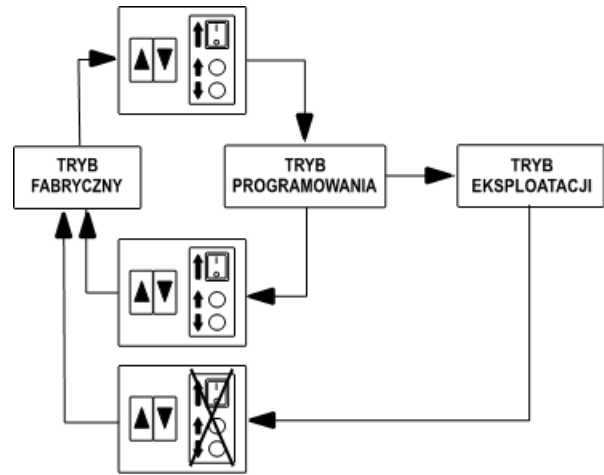 TRYB
FABRYCZNY
TRYB
PROGRAMOWANIA
TRYB
EKSPLOATACJI